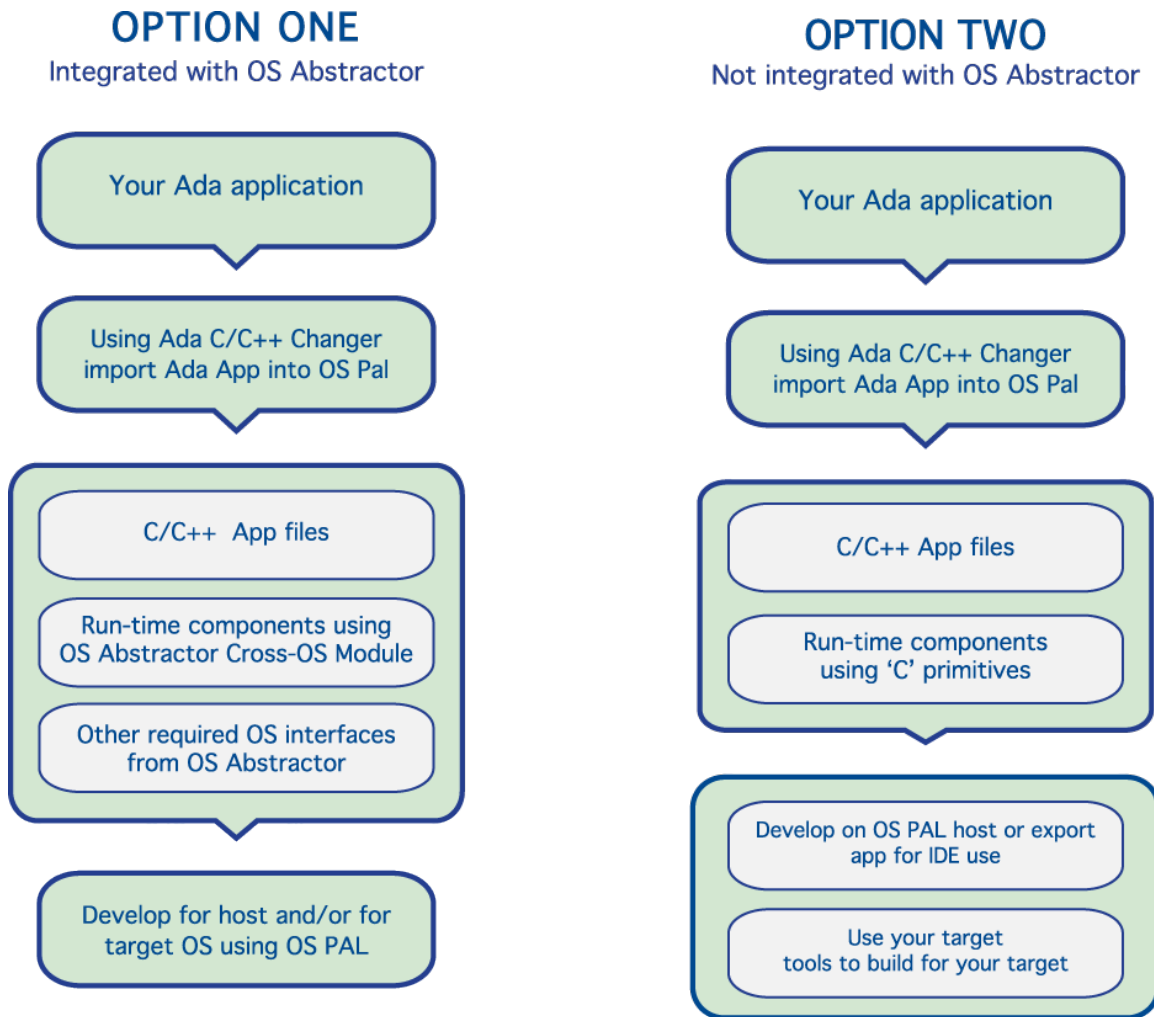 OPTION ONE
Integrated with OS Abstractor
Your Ada application
Using Ada C/C++ Changer
import Ada App into OS Pal
C/C++ App files
Run-time components using
OS Abstractor Cross-OS Module
Other required OS interfaces
from OS Abstractor
Develop for host and/or for
target OS using OS PAL
OPTION TWO
Not integrated with OS Abstractor
Your Ada application
Using Ada C/C++ Changer
import Ada App into OS Pal
C/C++ App files
Run-time components
using ‘C’ primitives
Develop on OS PAL host or export
app for IDE use
Use your target
tools to build for your target